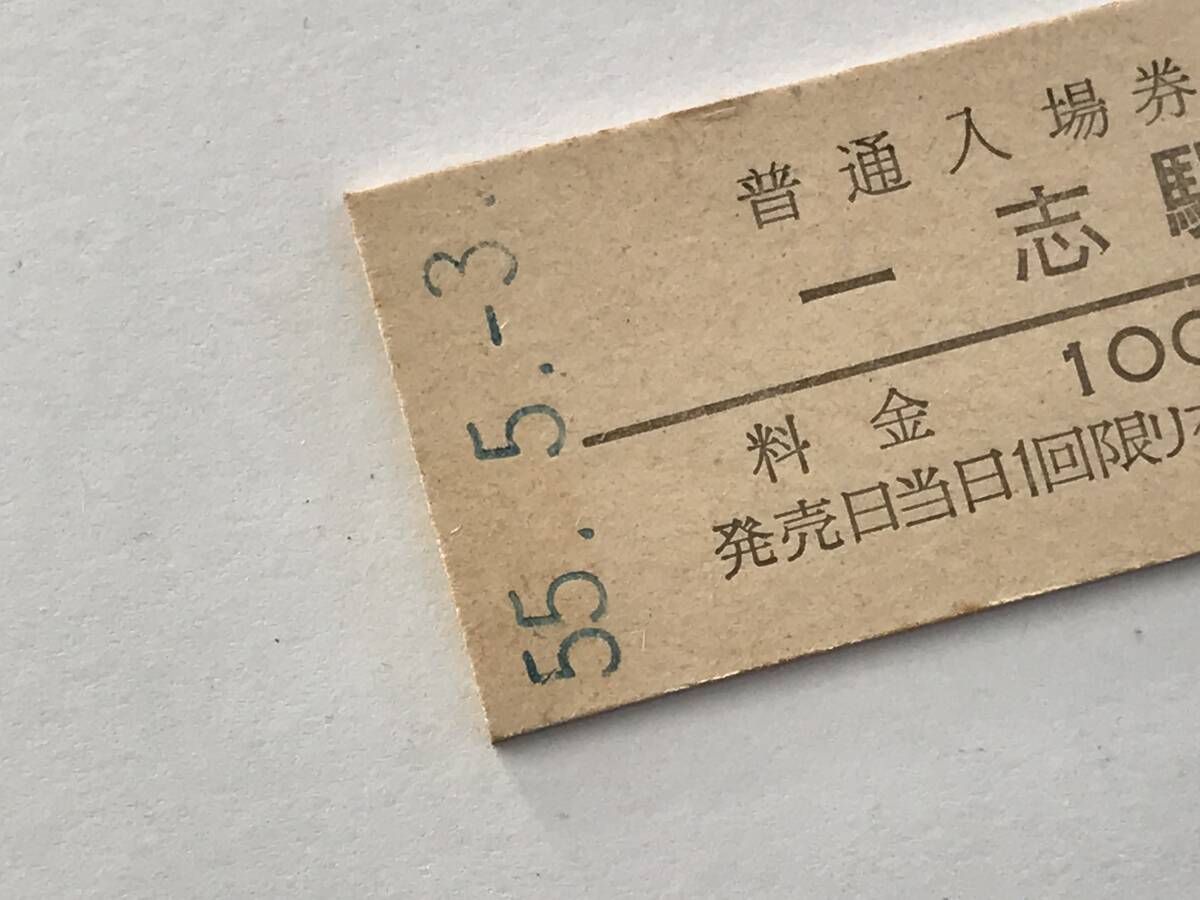 55. 5.-3.
普通入場券
一志駅
料金 100
発売日当日1回限り